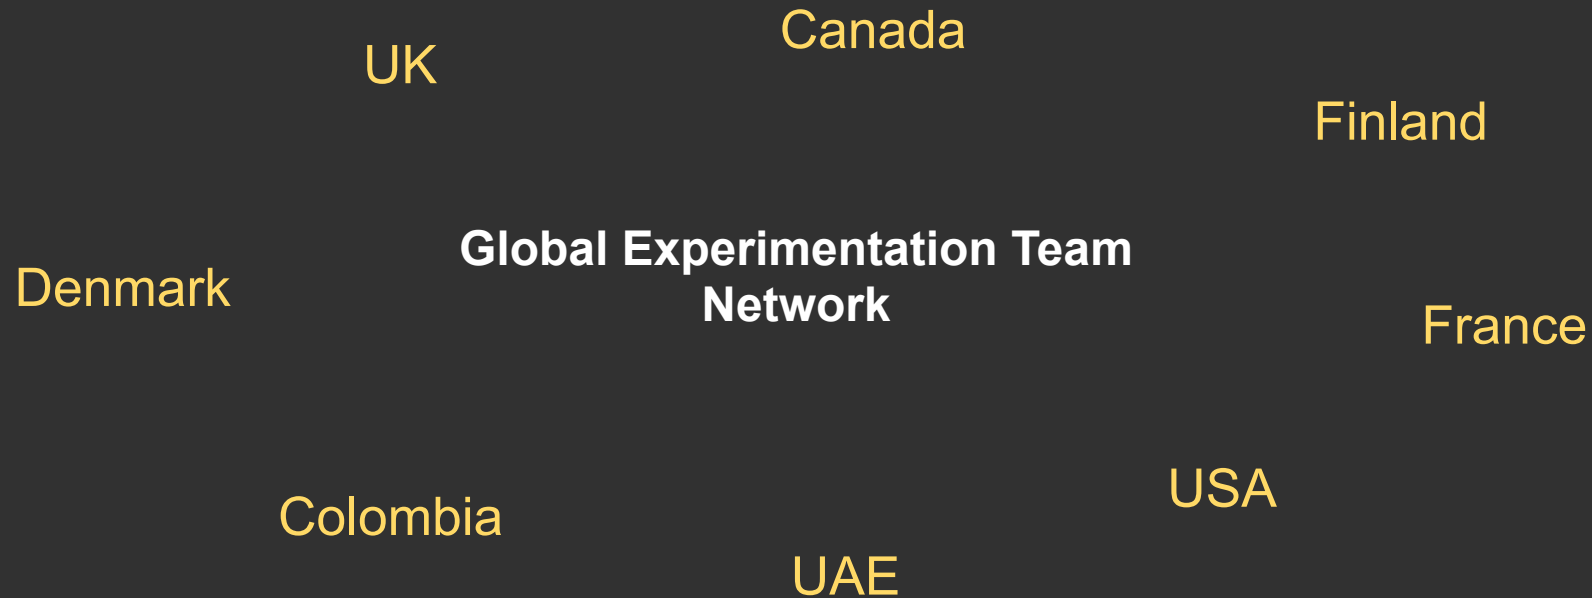 Canada
UK
Finland
Global Experimentation Team
Network
Denmark
France
USA
Colombia
UAE